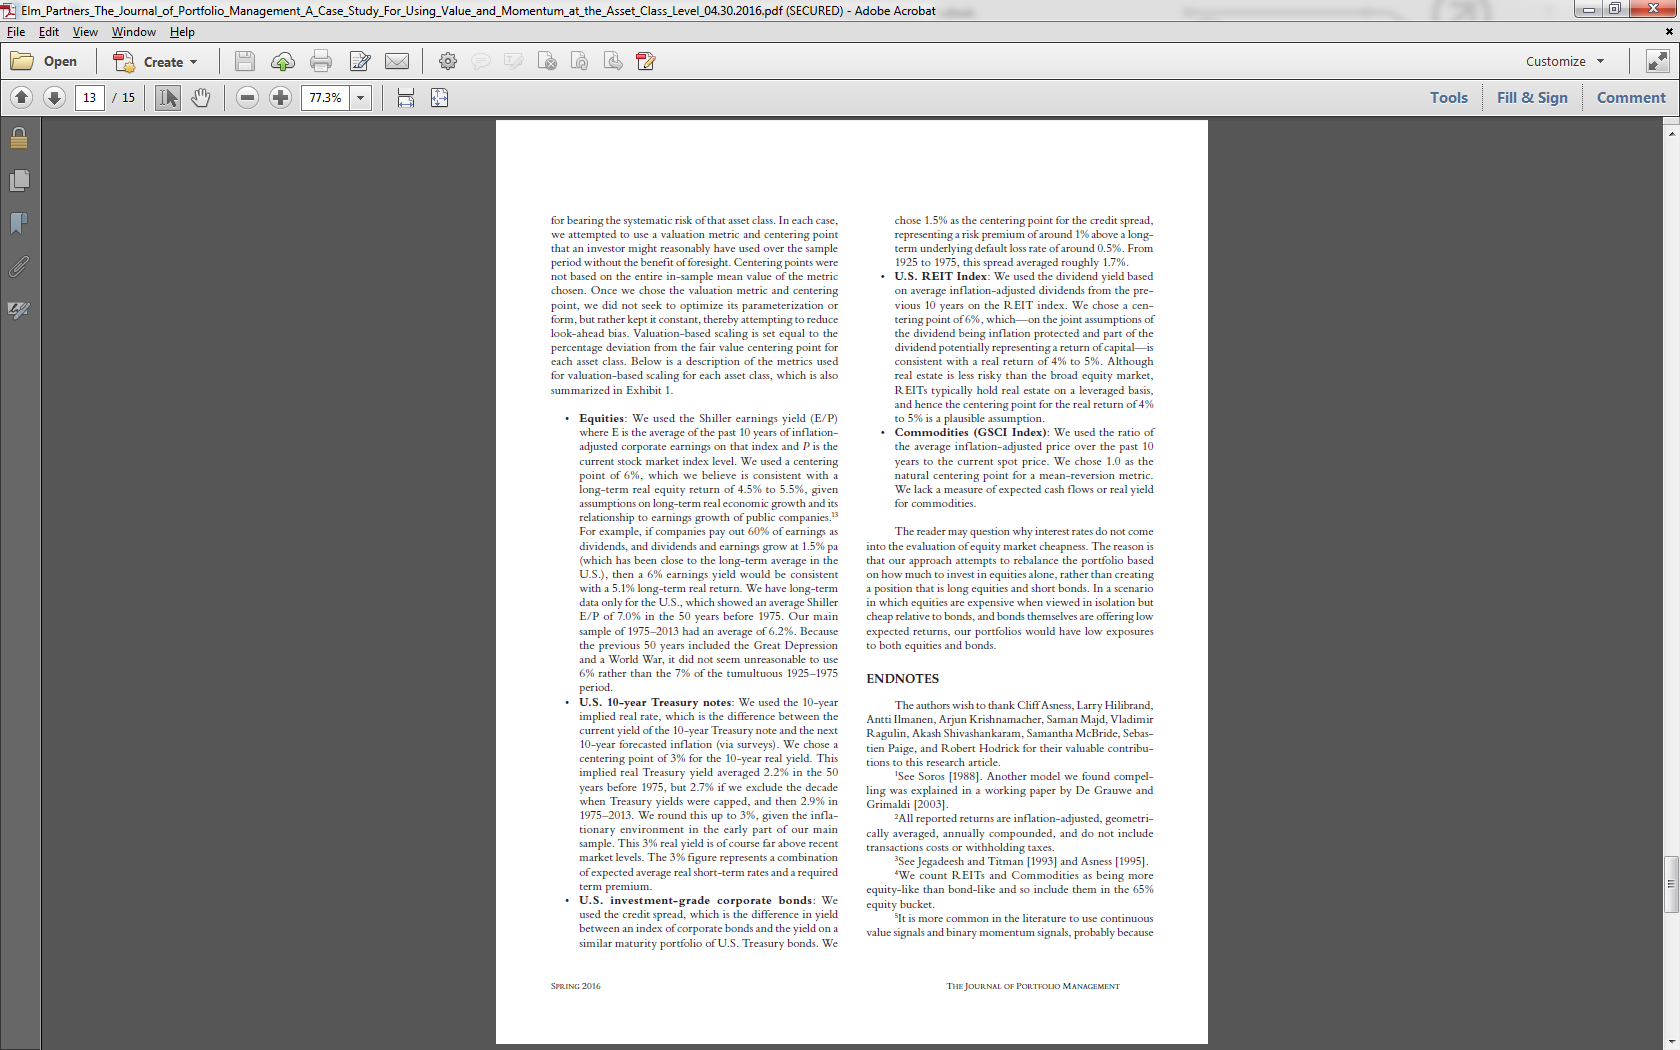 Elm_Partners_The_Journal_of_Portfolio_Management_A_Case_Study_For_Using_Value_and_Momentum_at_the_Asset_Class_Level_04.30.2016.pdf (SECURED) - Adobe Acrobat
File Edit View Window Help
Open Create Customize
13 / 15 77.3% Tools Fill & Sign Comment
for bearing the systematic risk of that asset class. In each case,
we attempted to use a valuation metric and centering point
that an investor might reasonably have used over the sample
period without the benefit of foresight. Centering points were
not based on the entire in-sample mean value of the metric
chosen. Once we chose the valuation metric and centering
point, we did not seek to optimize its parameterization or
form, but rather kept it constant, thereby attempting to reduce
look-ahead bias. Valuation-based scaling is set equal to the
percentage deviation from the fair value centering point for
each asset class. Below is a description of the metrics used
for valuation-based scaling for each asset class, which is also
summarized in Exhibit 1.
• Equities: We used the Shiller earnings yield (E/P)
where E is the average of the past 10 years of inflation-
adjusted corporate earnings on that index and P is the
current stock market index level. We used a centering
point of 6%, which we believe is consistent with a
long-term real equity return of 4.5% to 5.5%, given
assumptions on long-term real economic growth and its
relationship to earnings growth of public companies.¹³
For example, if companies pay out 60% of earnings as
dividends, and dividends and earnings grow at 1.5% pa
(which has been close to the long-term average in the
U.S.), then a 6% earnings yield would be consistent
with a 5.1% long-term real return. We have long-term
data only for the U.S., which showed an average Shiller
E/P of 7.0% in the 50 years before 1975. Our main
sample of 1975–2013 had an average of 6.2%. Because
the previous 50 years included the Great Depression
and a World War, it did not seem unreasonable to use
6% rather than the 7% of the tumultuous 1925–1975
period.
• U.S. 10-year Treasury notes: We used the 10-year
implied real rate, which is the difference between the
current yield of the 10-year Treasury note and the next
10-year forecasted inflation (via surveys). We chose a
centering point of 3% for the 10-year real yield. This
implied real Treasury yield averaged 2.2% in the 50
years before 1975, but 2.7% if we exclude the decade
when Treasury yields were capped, and then 2.9% in
1975–2013. We round this up to 3%, given the infla-
tionary environment in the early part of our main
sample. This 3% real yield is of course far above recent
market levels. The 3% figure represents a combination
of expected average real short-term rates and a required
term premium.
• U.S. investment-grade corporate bonds: We
used the credit spread, which is the difference in yield
between an index of corporate bonds and the yield on a
similar maturity portfolio of U.S. Treasury bonds. We
chose 1.5% as the centering point for the credit spread,
representing a risk premium of around 1% above a long-
term underlying default loss rate of around 0.5%. From
1925 to 1975, this spread averaged roughly 1.7%.
• U.S. REIT Index: We used the dividend yield based
on average inflation-adjusted dividends from the pre-
vious 10 years on the REIT index. We chose a cen-
tering point of 6%, which—on the joint assumptions of
the dividend being inflation protected and part of the
dividend potentially representing a return of capital—is
consistent with a real return of 4% to 5%. Although
real estate is less risky than the broad equity market,
REITs typically hold real estate on a leveraged basis,
and hence the centering point for the real return of 4%
to 5% is a plausible assumption.
• Commodities (GSCI Index): We used the ratio of
the average inflation-adjusted price over the past 10
years to the current spot price. We chose 1.0 as the
natural centering point for a mean-reversion metric.
We lack a measure of expected cash flows or real yield
for commodities.
The reader may question why interest rates do not come
into the evaluation of equity market cheapness. The reason is
that our approach attempts to rebalance the portfolio based
on how much to invest in equities alone, rather than creating
a position that is long equities and short bonds. In a scenario
in which equities are expensive when viewed in isolation but
cheap relative to bonds, and bonds themselves are offering low
expected returns, our portfolios would have low exposures
to both equities and bonds.
ENDNOTES
The authors wish to thank Cliff Asness, Larry Hilibrand,
Antti Ilmanen, Arjun Krishnamacher, Saman Majd, Vladimir
Ragulin, Akash Shivashankaram, Samantha McBride, Sebas-
tien Paige, and Robert Hodrick for their valuable contribu-
tions to this research article.
¹See Soros [1988]. Another model we found compel-
ling was explained in a working paper by De Grauwe and
Grimaldi [2003].
²All reported returns are inflation-adjusted, geometri-
cally averaged, annually compounded, and do not include
transactions costs or withholding taxes.
³See Jegadeesh and Titman [1993] and Asness [1995].
⁴We count REITs and Commodities as being more
equity-like than bond-like and so include them in the 65%
equity bucket.
⁵It is more common in the literature to use continuous
value signals and binary momentum signals, probably because
SPRING 2016
THE JOURNAL OF PORTFOLIO MANAGEMENT